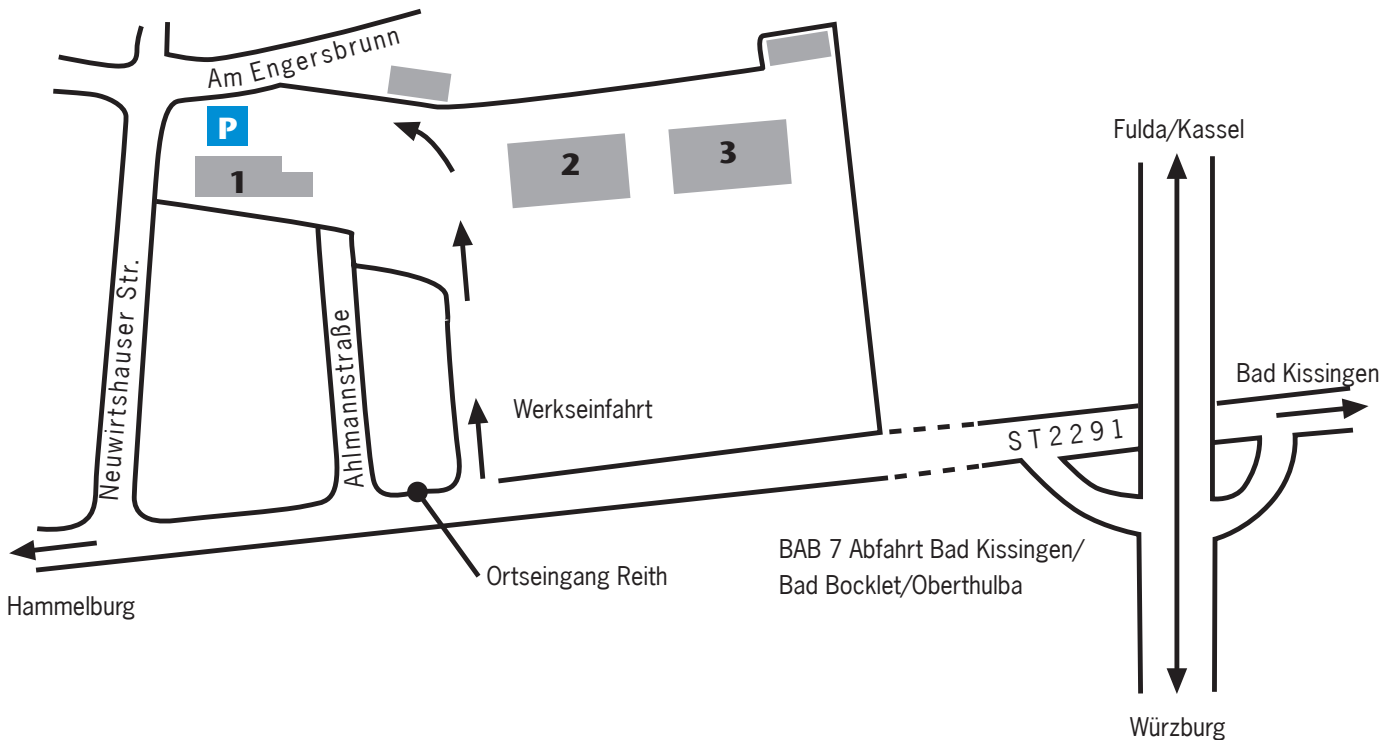 Am Engersbrunn
P
1
2
3
Fulda/Kassel
Neuwirtshauser Str.
Ahlmannstraße
Werkseinfahrt
Bad Kissingen
ST2291
Ortseingang Reith
BAB 7 Abfahrt Bad Kissingen/
Bad Bocklet/Oberthulba
Hammelburg
Würzburg